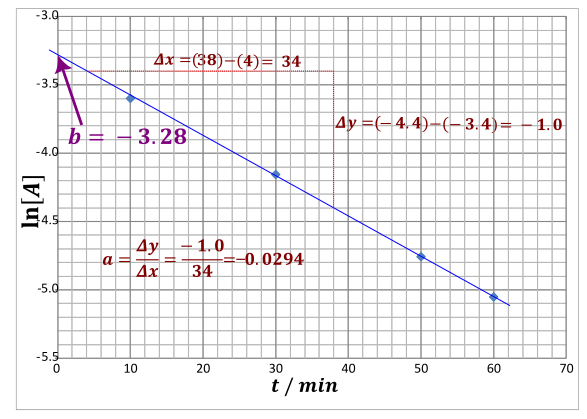 -3.0
Δx =(38)−(4)= 34
-3.5
Δy =(−4.4)−(−3.4)= −1.0
b = −3.28
-4.0
ln[A]
-4.5
a = Δy/Δx = −1.0/34 =−0.0294
-5.0
-5.5
0 10 20 30 40 50 60 70
t / min